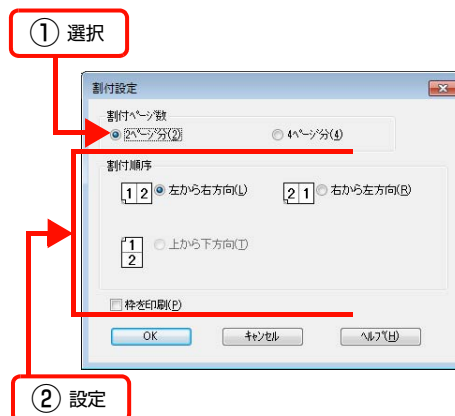 ① 選択
割付設定
割付ﾍﾟｰｼﾞ数
2ﾍﾟｰｼﾞ分(2) 4ﾍﾟｰｼﾞ分(4)
割付順序
1 2 左から右方向(L) 2 1 右から左方向(R)
1 上から下方向(T)
2
枠を印刷(P)
OK ｷｬﾝｾﾙ ﾍﾙﾌﾟ(H)
② 設定